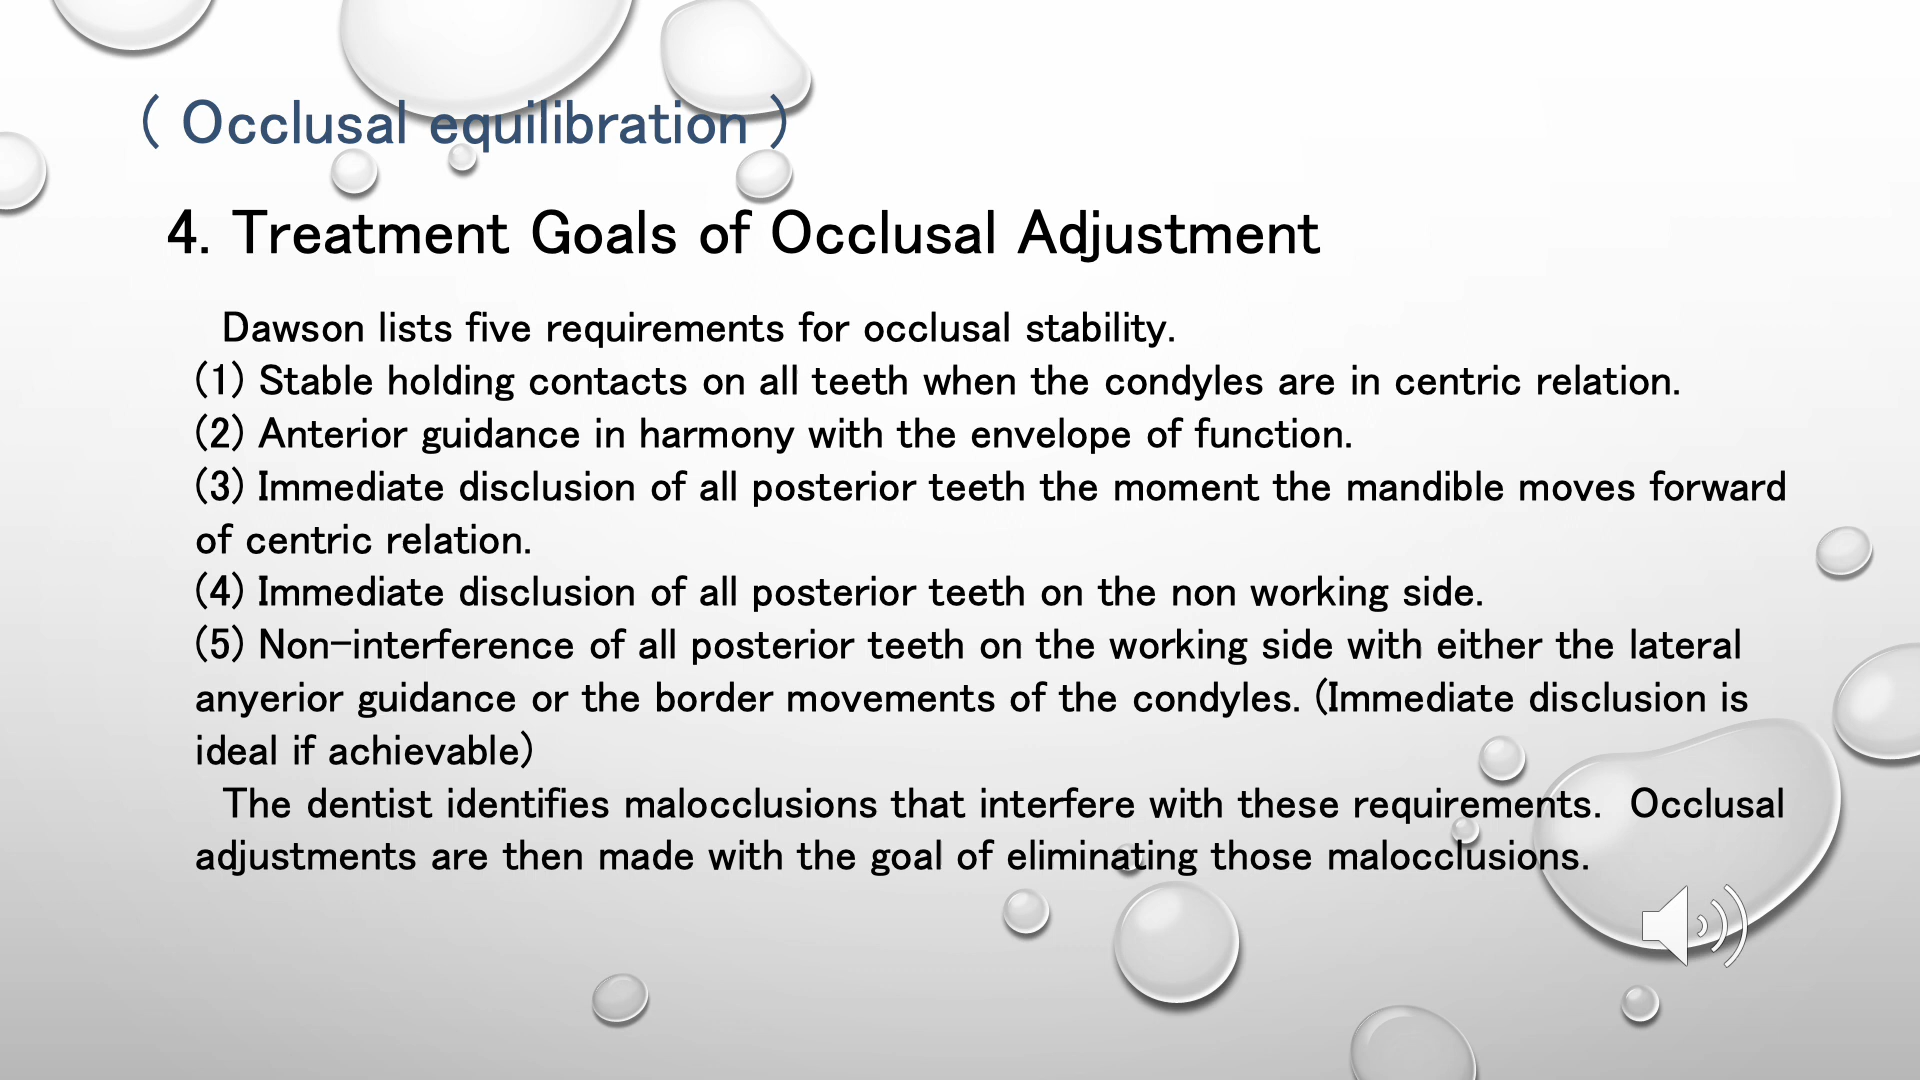 ( Occlusal equilibration )
4. Treatment Goals of Occlusal Adjustment
Dawson lists five requirements for occlusal stability.
(1) Stable holding contacts on all teeth when the condyles are in centric relation.
(2) Anterior guidance in harmony with the envelope of function.
(3) Immediate disclusion of all posterior teeth the moment the mandible moves forward
of centric relation.
(4) Immediate disclusion of all posterior teeth on the non working side.
(5) Non-interference of all posterior teeth on the working side with either the lateral
anyerior guidance or the border movements of the condyles. (Immediate disclusion is
ideal if achievable)
The dentist identifies malocclusions that interfere with these requirements.  Occlusal
adjustments are then made with the goal of eliminating those malocclusions.